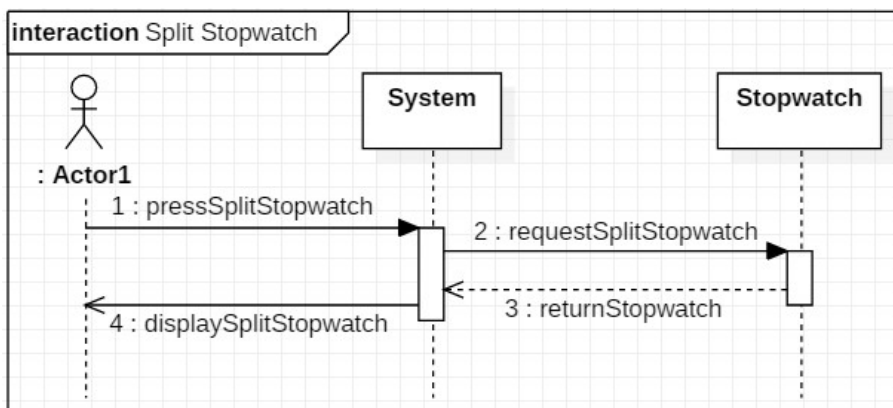 interaction Split Stopwatch
System
Stopwatch
: Actor1
1 : pressSplitStopwatch
2 : requestSplitStopwatch
3 : returnStopwatch
4 : displaySplitStopwatch